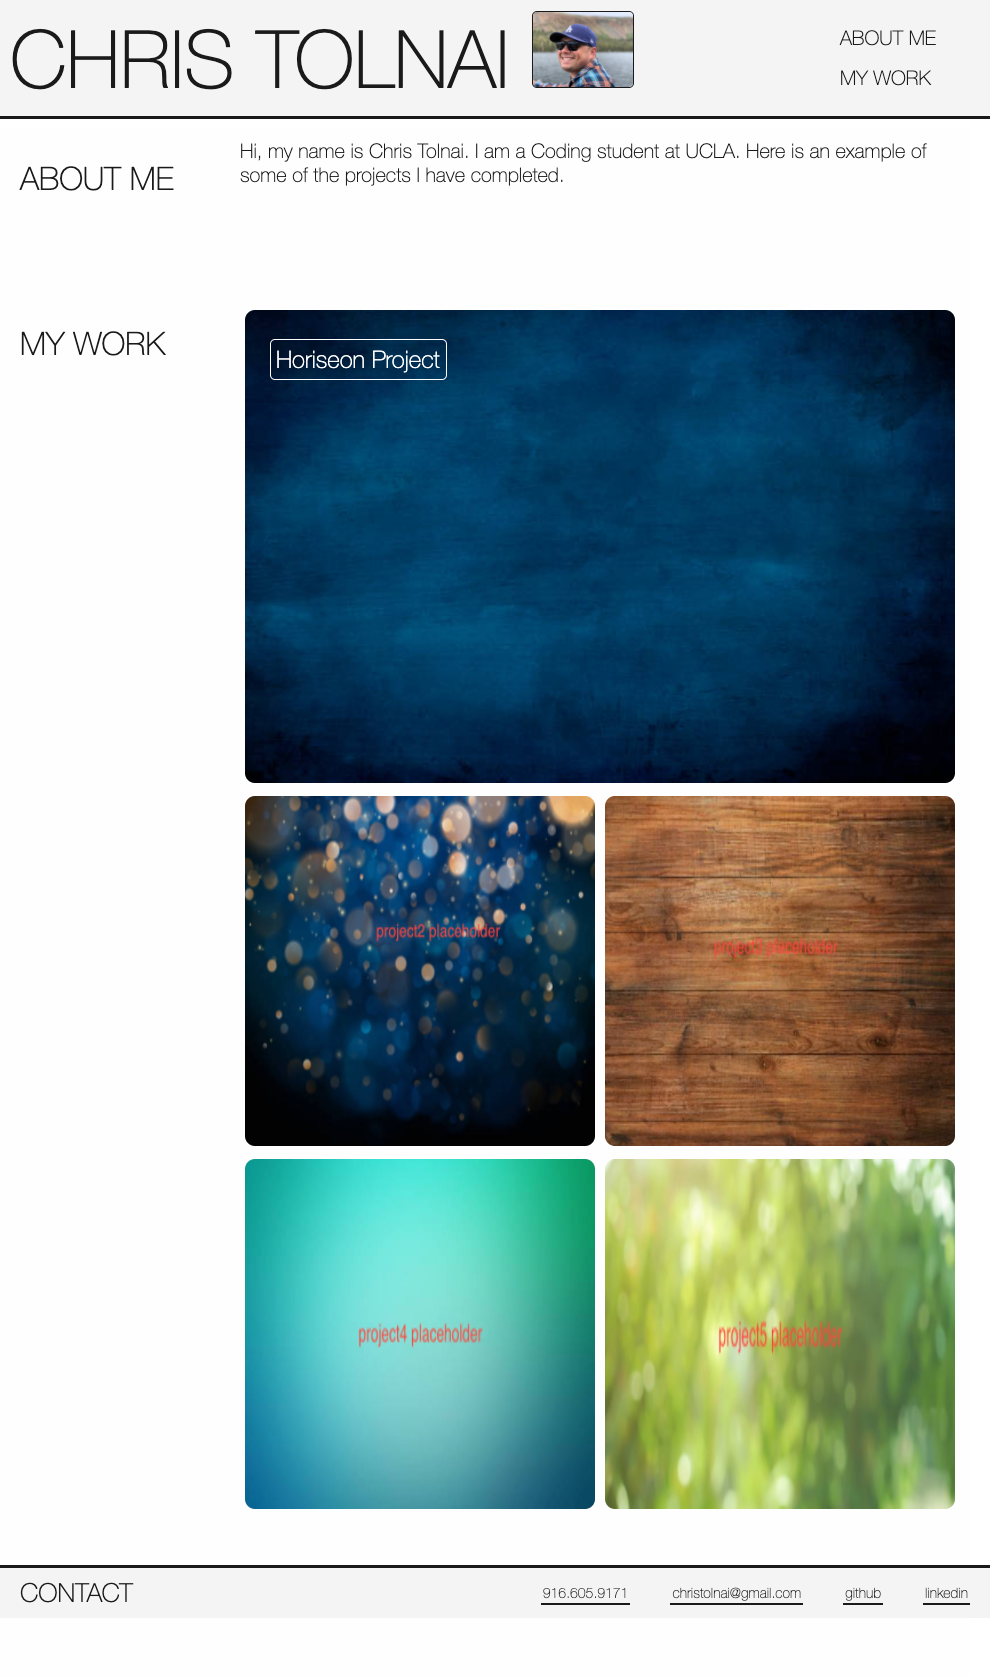 CHRIS TOLNAI
ABOUT ME
MY WORK
ABOUT ME
Hi, my name is Chris Tolnai. I am a Coding student at UCLA. Here is an example of
some of the projects I have completed.
MY WORK
Horiseon Project
project2 placeholder
placeholder
project4 placeholder
project5 placeholder
CONTACT
916.605.9171
christolnai@gmail.com
github
linkedin